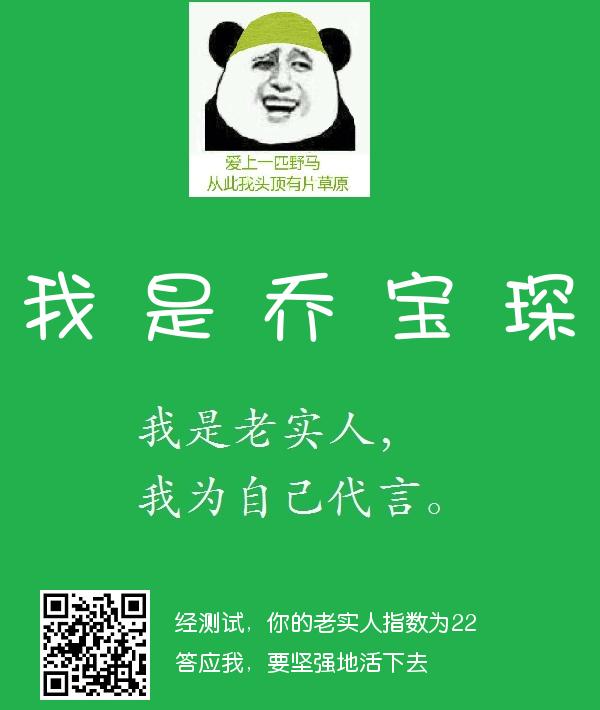 爱上一匹野马
从此我头顶有片草原
我是乔宝琛
我是老实人，
我为自己代言。
经测试，你的老实人指数为22
答应我，要坚强地活下去